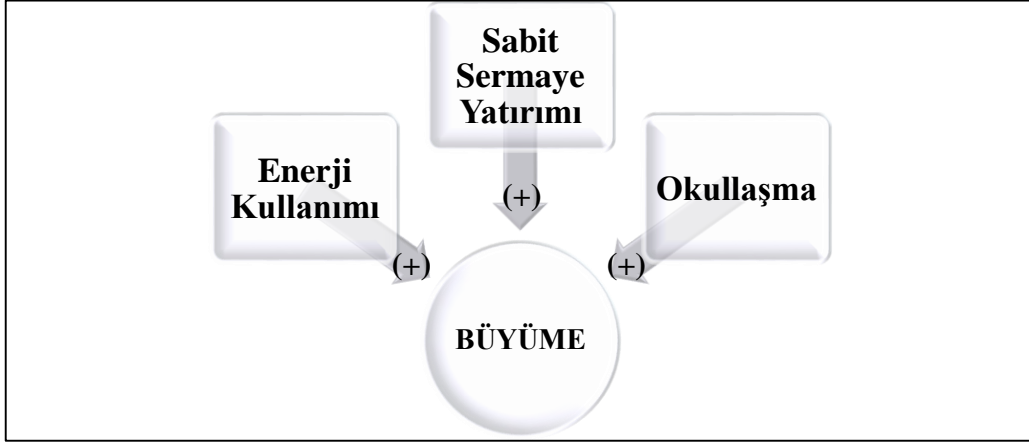 Sabit
Sermaye
Yatırımı
Enerji
Kullanımı
Okullaşma
(+)
(+)
(+)
BÜYÜME